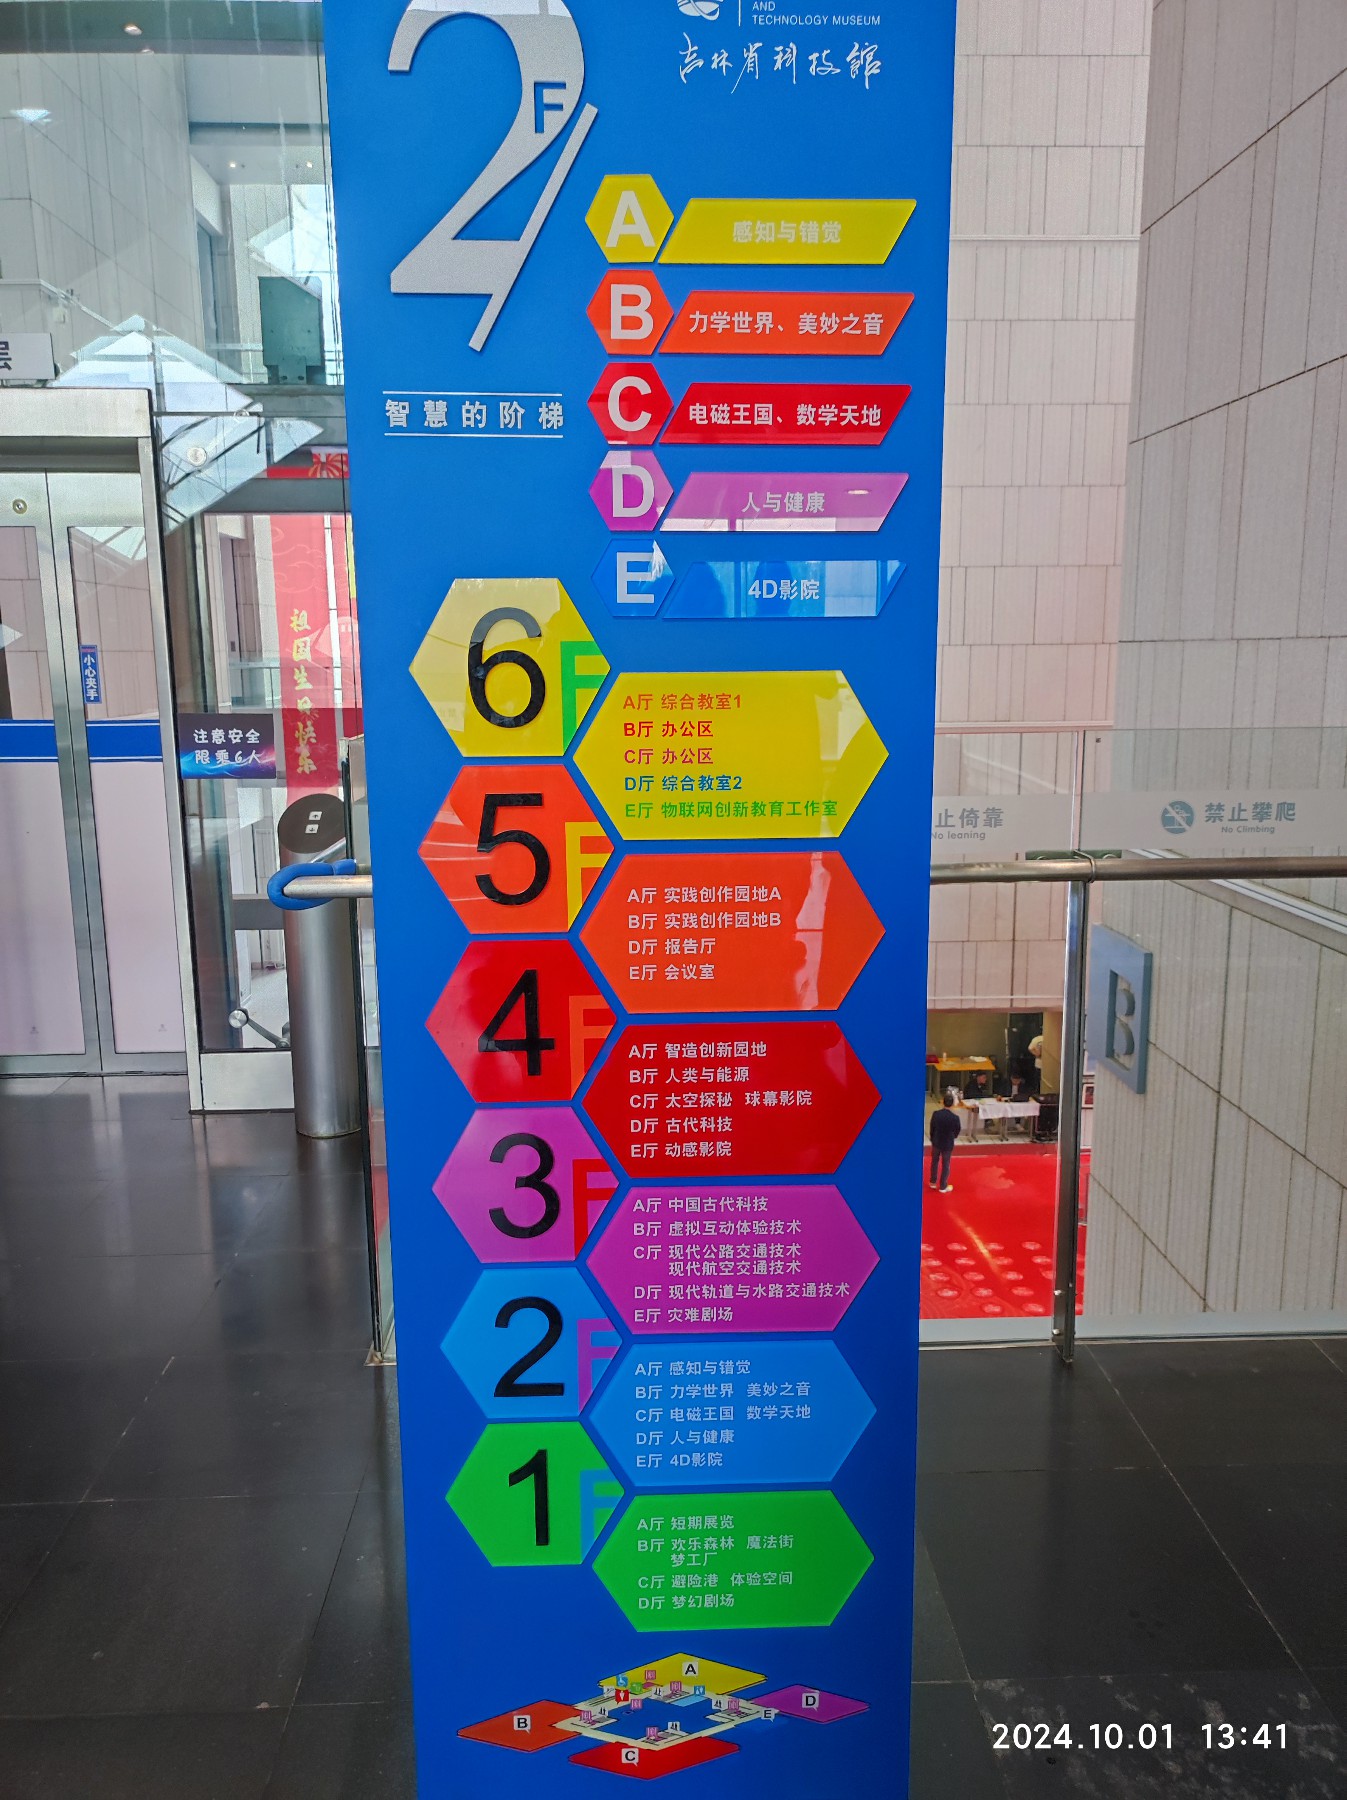 2F
AND
TECHNOLOGY MUSEUM
吉林省科技馆
智慧的阶梯
A 感知与错觉
B 力学世界、美妙之音
C 电磁王国、数学天地
D 人与健康
E 4D影院
6F
A厅 综合教室1
B厅 办公区
C厅 办公区
D厅 综合教室2
E厅 物联网创新教育工作室
5F
A厅 实践创作园地A
B厅 实践创作园地B
D厅 报告厅
E厅 会议室
4F
A厅 智造创新园地
B厅 人类与能源
C厅 太空探秘 球幕影院
D厅 古代科技
E厅 动感影院
3F
A厅 中国古代科技
B厅 虚拟互动体验技术
C厅 现代公路交通技术
现代航空交通技术
D厅 现代轨道与水路交通技术
E厅 灾难剧场
2F
A厅 感知与错觉
B厅 力学世界 美妙之音
C厅 电磁王国 数学天地
D厅 人与健康
E厅 4D影院
1F
A厅 短期展览
B厅 欢乐森林 魔法街
梦工厂
C厅 避险港 体验空间
D厅 梦幻剧场
A
B
C
D
E
层
小心夹手
注意安全
限乘6人
祖国生日快乐
止倚靠
No leaning
禁止攀爬
No Climbing
B
2024.10.01 13:41